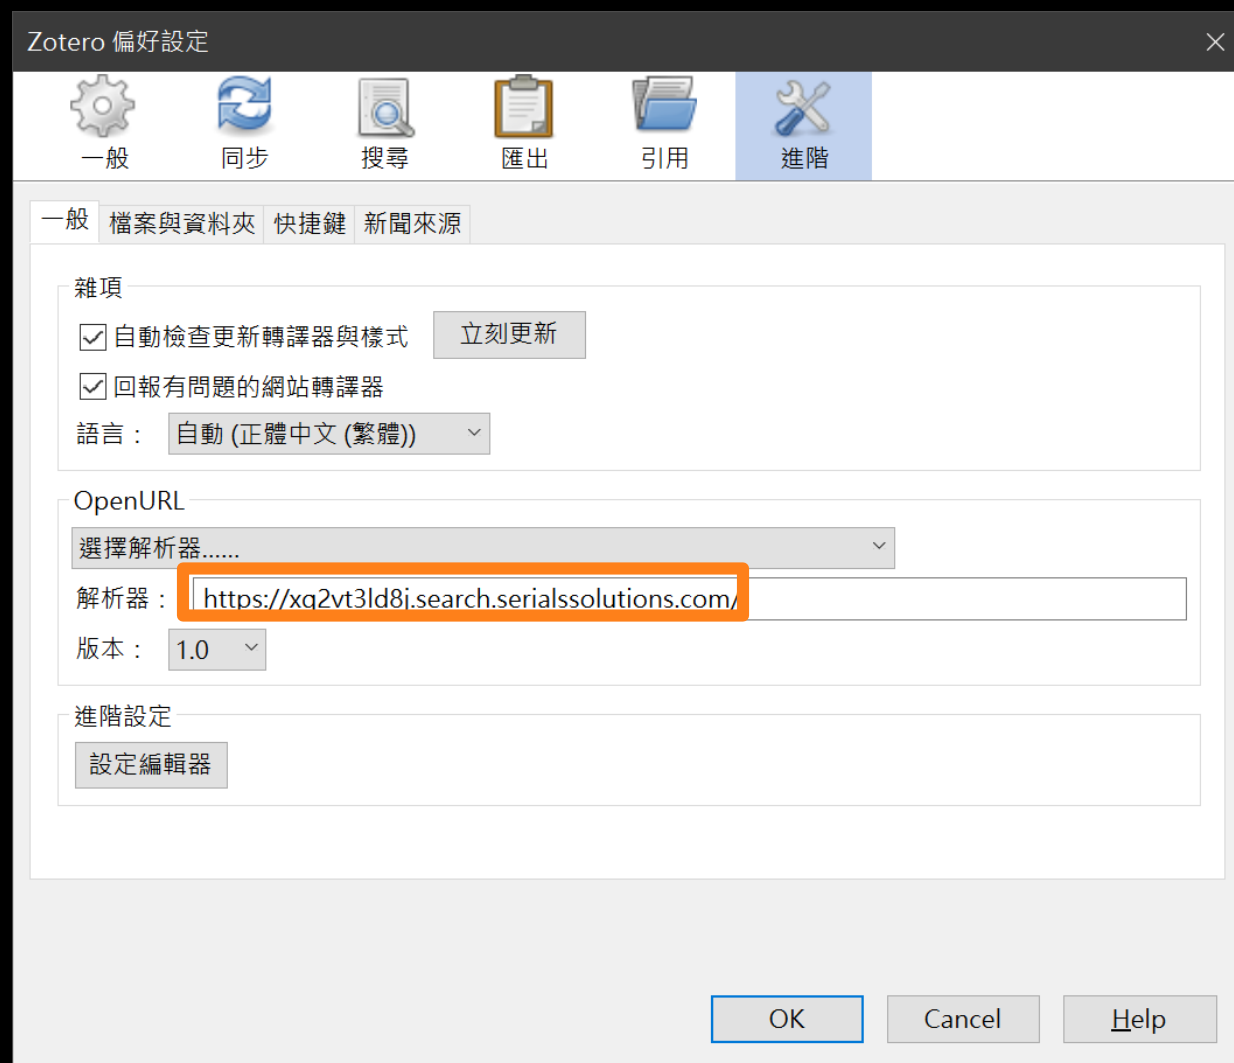 Zotero 偏好設定
一般 同步 搜尋 匯出 引用 進階
一般 檔案與資料夾 快捷鍵 新聞來源
雜項
自動檢查更新轉譯器與樣式 立刻更新
回報有問題的網站轉譯器
語言： 自動 (正體中文 (繁體))
OpenURL
選擇解析器......
解析器： https://xq2vt3ld8j.search.serialssolutions.com/
版本： 1.0
進階設定
設定編輯器
OK Cancel Help